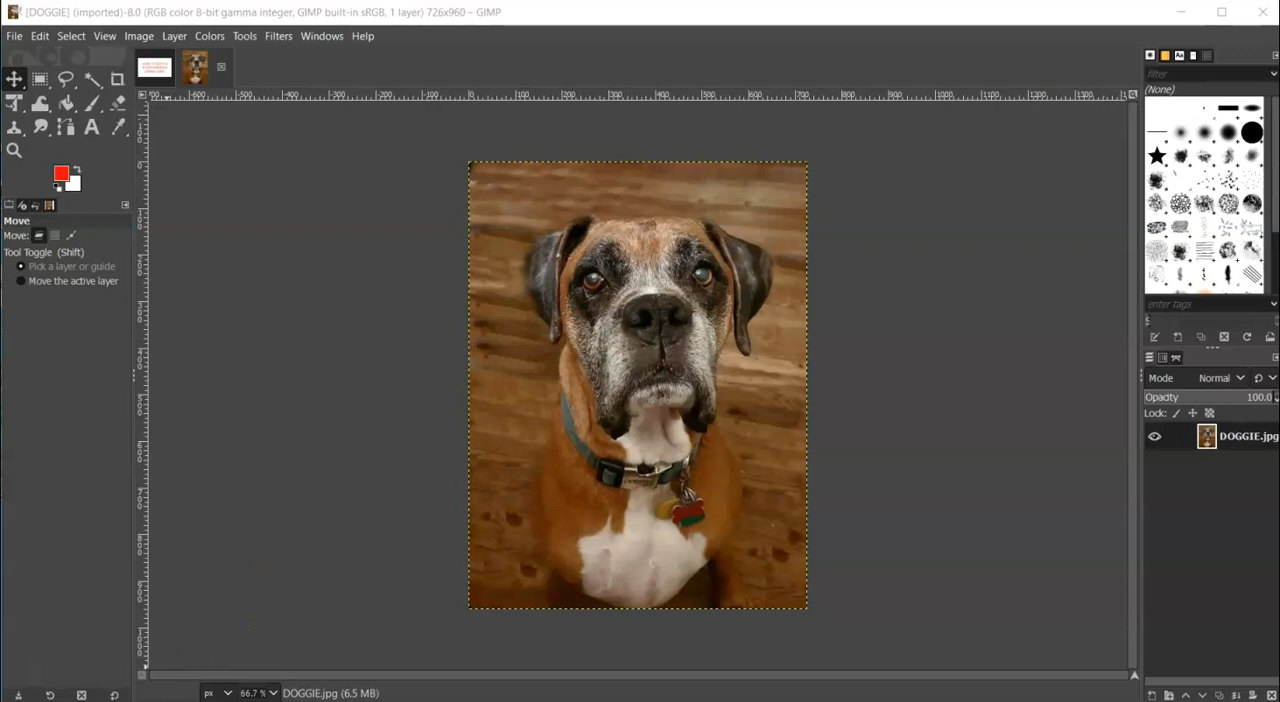 [DOGGIE] (imported)-8.0 (RGB color 8-bit gamma integer, GIMP built-in sRGB, 1 layer) 726x960 – GIMP
File Edit Select View Image Layer Colors Tools Filters Windows Help
filter
(None)
Move
Move:
Tool Toggle (Shift)
Pick a layer or guide
Move the active layer
enter tags
Mode Normal
Opacity 100.0
Lock:
DOGGIE.jpg
px 66.7 % DOGGIE.jpg (6.5 MB)